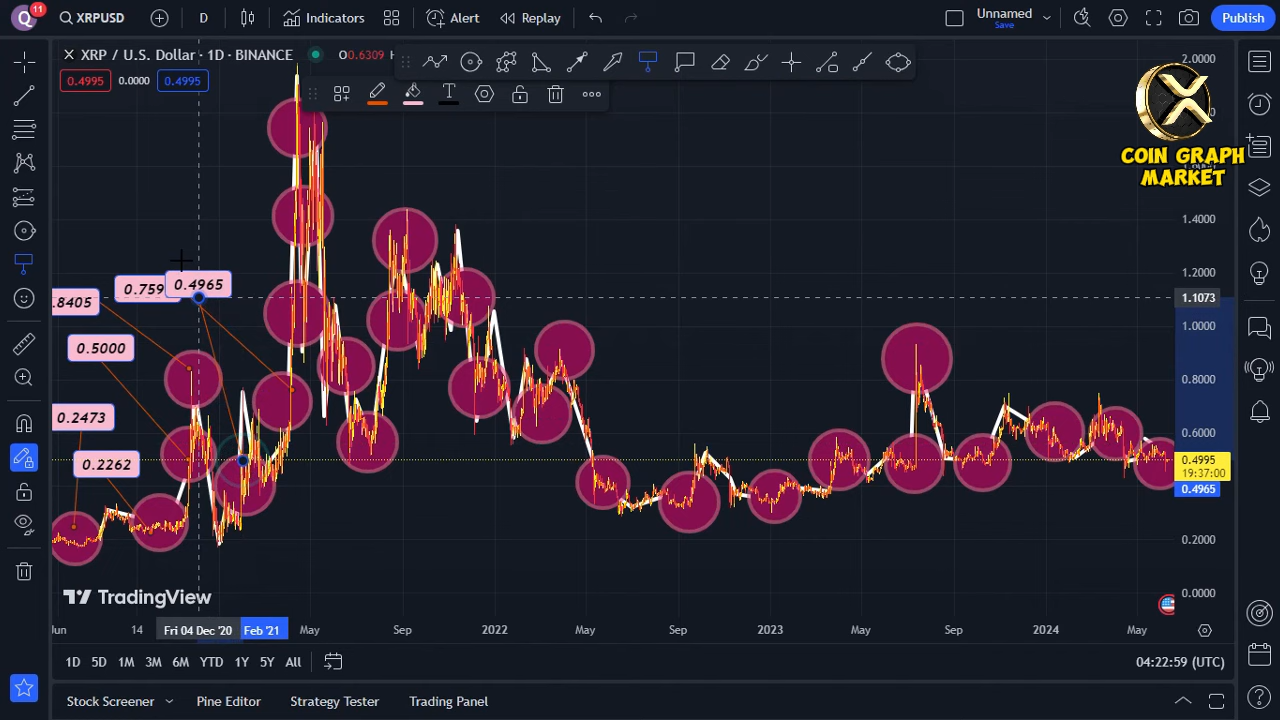 Q 11 XRPUSD D Indicators Alert Replay Unnamed Save Publish
XRP / U.S. Dollar · 1D · BINANCE O0.6309 H
0.4995 0.0000 0.4995
T
COIN GRAPH
MARKET
2.0000
1.4000
1.2000
1.1073
1.0000
0.8000
0.6000
0.4995
19:37:00
0.4965
0.2000
0.0000
0.759
0.4965
.8405
0.5000
0.2473
0.2262
TradingView
Jun 14 Fri 04 Dec '20 Feb '21 May Sep 2022 May Sep 2023 May Sep 2024 May
1D 5D 1M 3M 6M YTD 1Y 5Y All 04:22:59 (UTC)
Stock Screener Pine Editor Strategy Tester Trading Panel